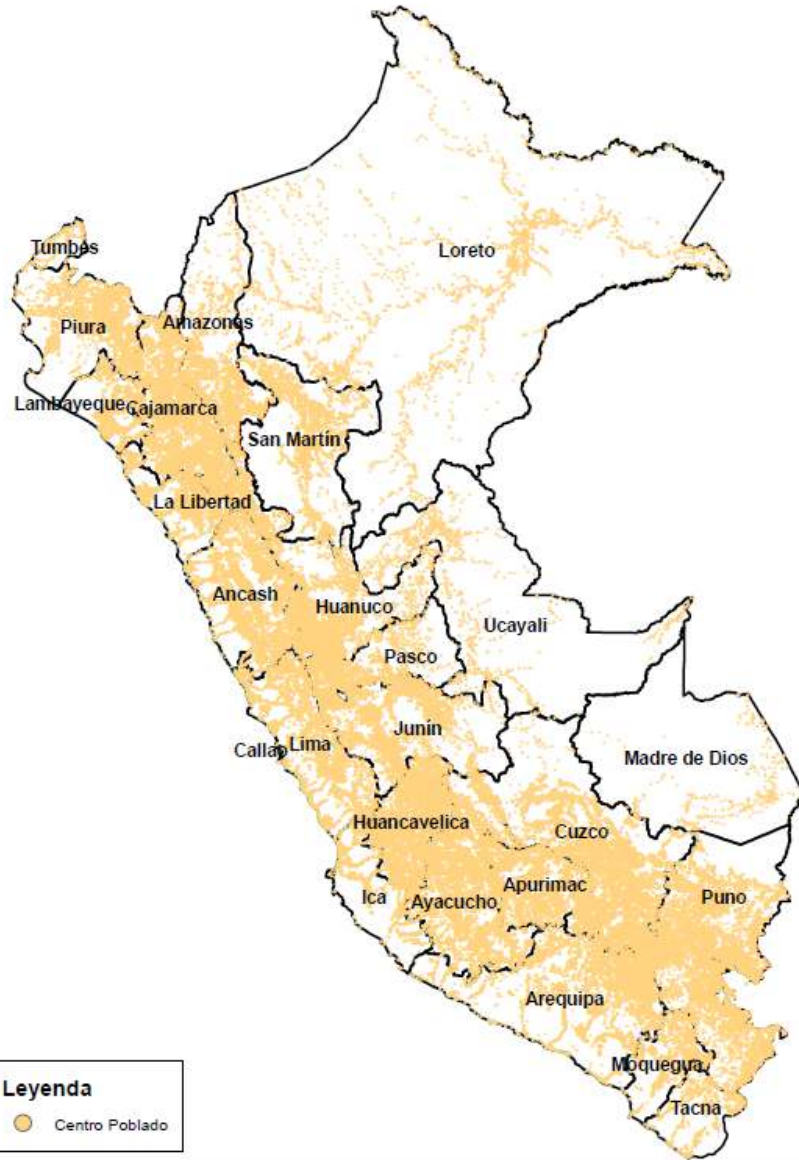 Tumbes
Loreto
Piura
Amazonas
Lambayeque
Cajamarca
San Martín
La Libertad
Ancash
Huanuco
Ucayali
Pasco
Junín
Callao
Lima
Madre de Dios
Huancavelica
Cuzco
Ica
Ayacucho
Apurimac
Puno
Arequipa
Moquegua
Tacna
Leyenda
Centro Poblado